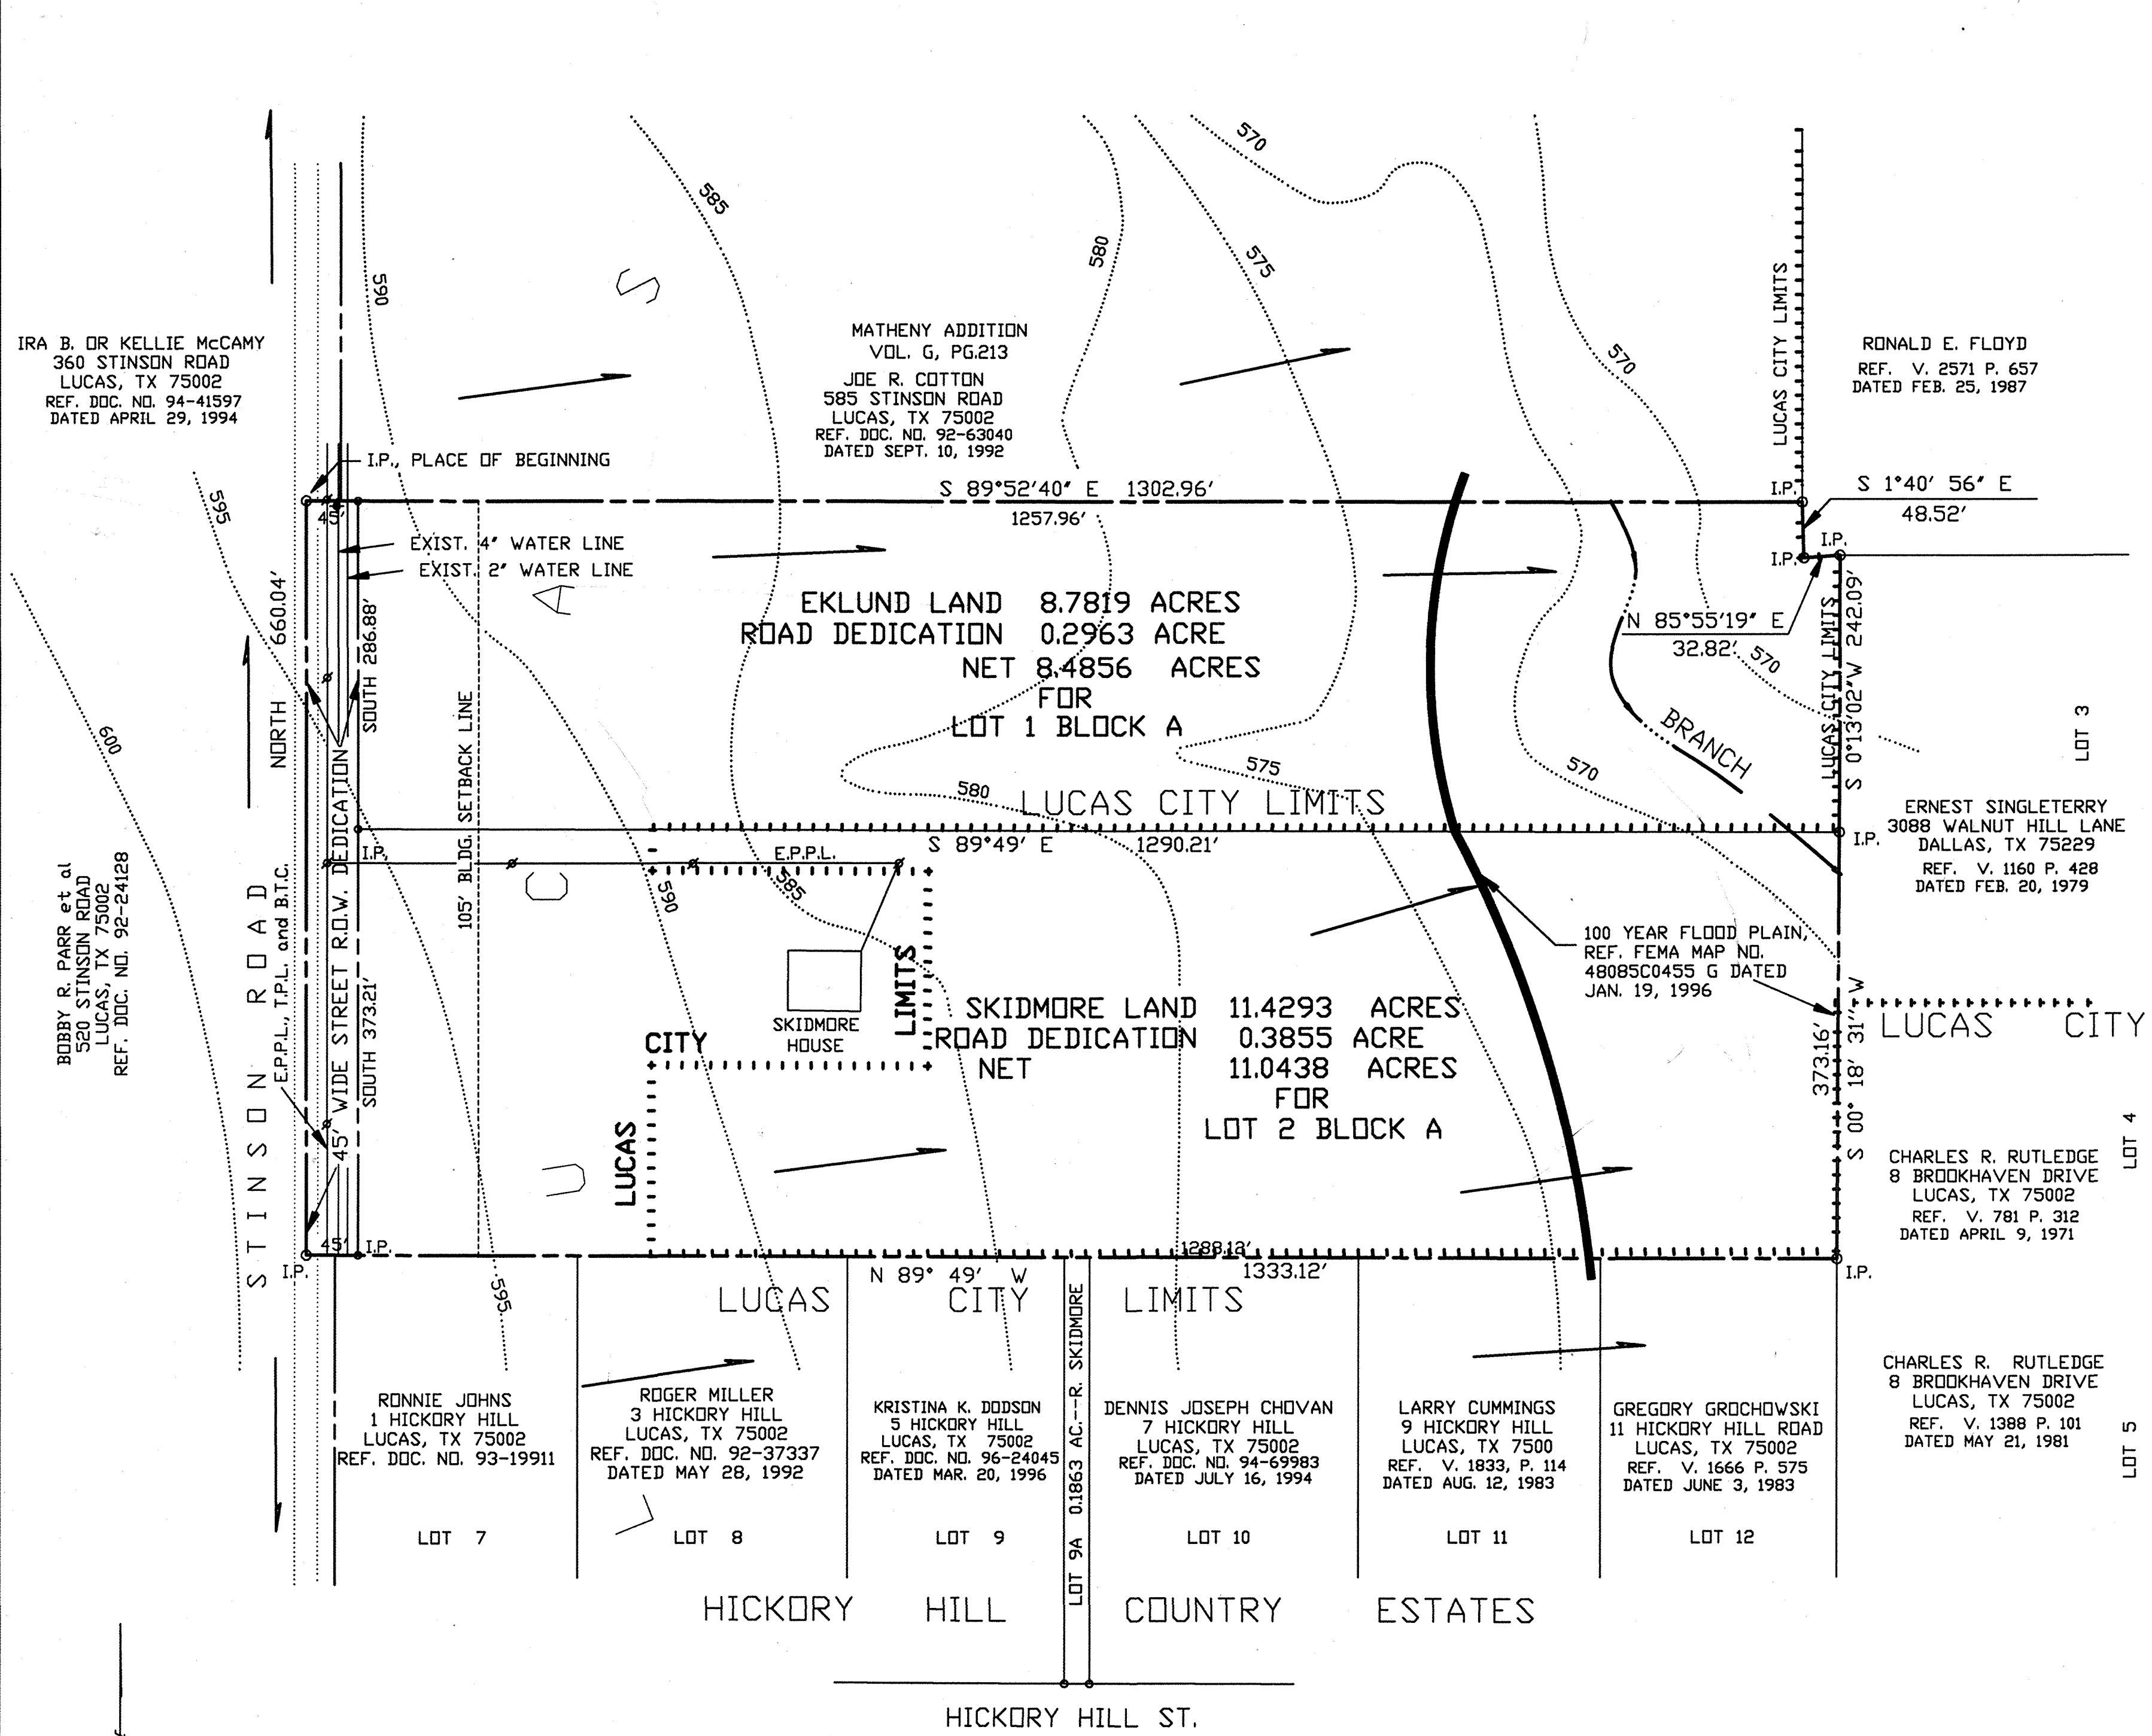 570
585
580
575
590
S
A
C
U
L
LUCAS CITY LIMITS
570
IRA B. OR KELLIE McCAMY
360 STINSON ROAD
LUCAS, TX 75002
REF. DOC. NO. 94-41597
DATED APRIL 29, 1994
MATHENY ADDITION
VOL. G, PG.213
JOE R. COTTON
585 STINSON ROAD
LUCAS, TX 75002
REF. DOC. NO. 92-63040
DATED SEPT. 10, 1992
RONALD E. FLOYD
REF. V. 2571 P. 657
DATED FEB. 25, 1987
I.P., PLACE OF BEGINNING
595
45'
S 89°52'40" E 1302.96'
1257.96'
I.P.
S 1°40' 56" E
48.52'
I.P.
I.P.
EXIST. 4" WATER LINE
EXIST. 2" WATER LINE
NORTH 660.04'
SOUTH 286.88'
EKLUND LAND 8.7819 ACRES
ROAD DEDICATION 0.2963 ACRE
NET 8.4856 ACRES
FOR
LOT 1 BLOCK A
N 85°55'19" E
32.82'
570
LUCAS CITY LIMITS
S 0°13'02"W 242.09'
LOT 3
600
BRANCH
105' BLDG. SETBACK LINE
580
575
570
LUCAS CITY LIMITS
S 89°49' E 1290.21'
I.P.
ERNEST SINGLETERRY
3088 WALNUT HILL LANE
DALLAS, TX 75229
REF. V. 1160 P. 428
DATED FEB. 20, 1979
I.P.
E.P.P.L.
590
585
BOBBY R. PARR et al
520 STINSON ROAD
LUCAS, TX 75002
REF. DOC. NO. 92-24128
STINSON ROAD
E.P.P.L., T.P.L. and B.T.C.
45' WIDE STREET R.O.W. DEDICATION
SOUTH 373.21'
SKIDMORE
HOUSE
LUCAS
CITY
LIMITS
100 YEAR FLOOD PLAIN,
REF. FEMA MAP NO.
48085C0455 G DATED
JAN. 19, 1996
SKIDMORE LAND 11.4293 ACRES
ROAD DEDICATION 0.3855 ACRE
NET 11.0438 ACRES
FOR
LOT 2 BLOCK A
373.16'
S 00° 18' 31" W
LUCAS CITY
LOT 4
CHARLES R. RUTLEDGE
8 BROOKHAVEN DRIVE
LUCAS, TX 75002
REF. V. 781 P. 312
DATED APRIL 9, 1971
45'
I.P.
I.P.
595
1288.12'
N 89° 49' W 1333.12'
I.P.
LUCAS CITY LIMITS
RONNIE JOHNS
1 HICKORY HILL
LUCAS, TX 75002
REF. DOC. NO. 93-19911
LOT 7
ROGER MILLER
3 HICKORY HILL
LUCAS, TX 75002
REF. DOC. NO. 92-37337
DATED MAY 28, 1992
LOT 8
KRISTINA K. DODSON
5 HICKORY HILL
LUCAS, TX 75002
REF. DOC. NO. 96-24045
DATED MAR. 20, 1996
LOT 9
LOT 9A 0.1863 AC.---R. SKIDMORE
DENNIS JOSEPH CHOVAN
7 HICKORY HILL
LUCAS, TX 75002
REF. DOC. NO. 94-69983
DATED JULY 16, 1994
LOT 10
LARRY CUMMINGS
9 HICKORY HILL
LUCAS, TX 7500
REF. V. 1833, P. 114
DATED AUG. 12, 1983
LOT 11
GREGORY GROCHOWSKI
11 HICKORY HILL ROAD
LUCAS, TX 75002
REF. V. 1666 P. 575
DATED JUNE 3, 1983
LOT 12
CHARLES R. RUTLEDGE
8 BROOKHAVEN DRIVE
LUCAS, TX 75002
REF. V. 1388 P. 101
DATED MAY 21, 1981
LOT 5
HICKORY HILL COUNTRY ESTATES
HICKORY HILL ST.